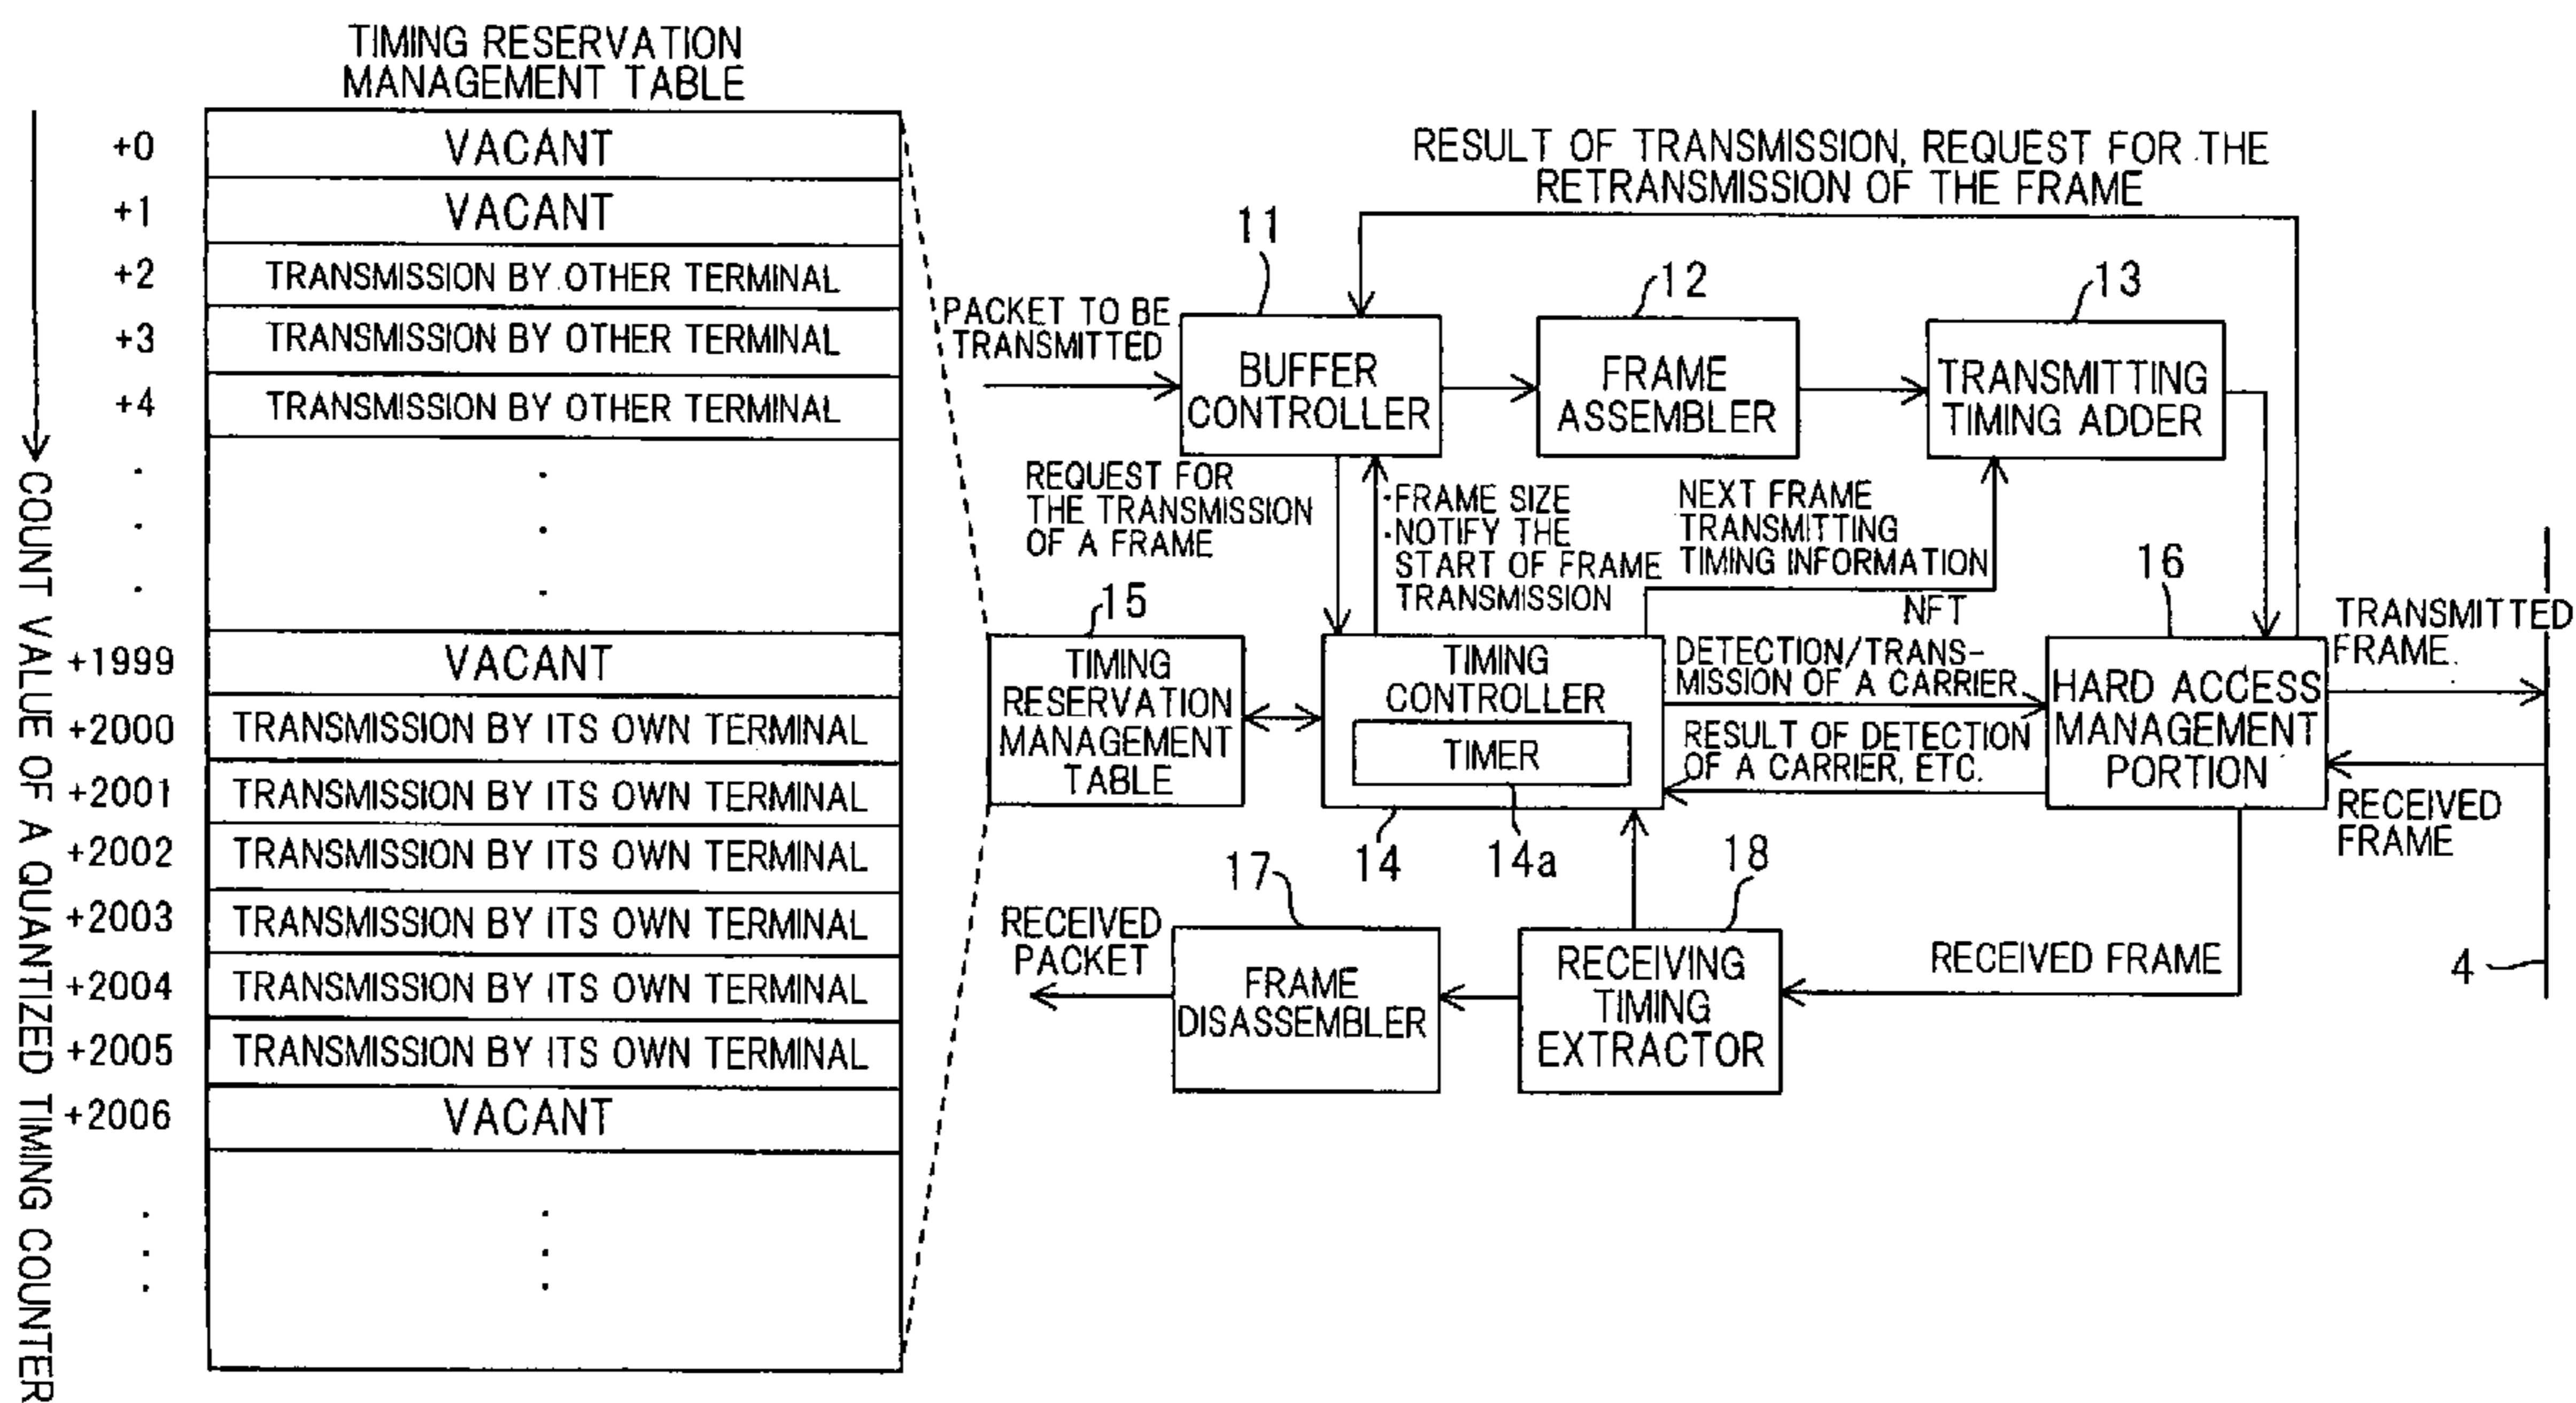 TIMING RESERVATION
MANAGEMENT TABLE
+0 VACANT
+1 VACANT
+2 TRANSMISSION BY OTHER TERMINAL
+3 TRANSMISSION BY OTHER TERMINAL
+4 TRANSMISSION BY OTHER TERMINAL
+1999 VACANT
+2000 TRANSMISSION BY ITS OWN TERMINAL
+2001 TRANSMISSION BY ITS OWN TERMINAL
+2002 TRANSMISSION BY ITS OWN TERMINAL
+2003 TRANSMISSION BY ITS OWN TERMINAL
+2004 TRANSMISSION BY ITS OWN TERMINAL
+2005 TRANSMISSION BY ITS OWN TERMINAL
+2006 VACANT
COUNT VALUE OF A QUANTIZED TIMING COUNTER
RESULT OF TRANSMISSION, REQUEST FOR THE
RETRANSMISSION OF THE FRAME
PACKET TO BE
TRANSMITTED
11
BUFFER
CONTROLLER
12
FRAME
ASSEMBLER
13
TRANSMITTING
TIMING ADDER
REQUEST FOR
THE TRANSMISSION
OF A FRAME
·FRAME SIZE
·NOTIFY THE
START OF FRAME
TRANSMISSION
NEXT FRAME
TRANSMITTING
TIMING INFORMATION
NFT
15
TIMING
RESERVATION
MANAGEMENT
TABLE
TIMING
CONTROLLER
TIMER
14
14a
DETECTION/TRANS-
MISSION OF A CARRIER
RESULT OF DETECTION
OF A CARRIER, ETC.
16
HARD ACCESS
MANAGEMENT
PORTION
TRANSMITTED
FRAME
RECEIVED
FRAME
4
RECEIVED
PACKET
17
FRAME
DISASSEMBLER
18
RECEIVING
TIMING
EXTRACTOR
RECEIVED FRAME